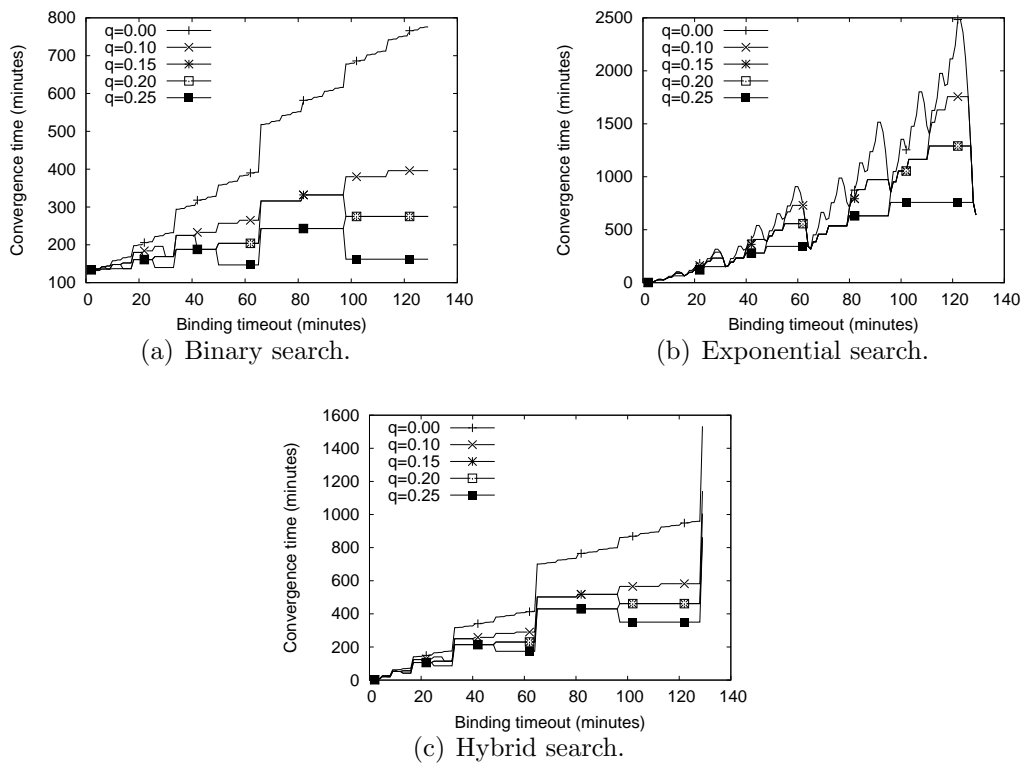 800
700
600
500
400
300
200
100
0
20
40
60
80
100
120
140
Convergence time (minutes)
Binding timeout (minutes)
q=0.00
q=0.10
q=0.15
q=0.20
q=0.25
(a) Binary search.
2500
2000
1500
1000
500
0
0
20
40
60
80
100
120
140
Convergence time (minutes)
Binding timeout (minutes)
q=0.00
q=0.10
q=0.15
q=0.20
q=0.25
(b) Exponential search.
1600
1400
1200
1000
800
600
400
200
0
0
20
40
60
80
100
120
140
Convergence time (minutes)
Binding timeout (minutes)
q=0.00
q=0.10
q=0.15
q=0.20
q=0.25
(c) Hybrid search.